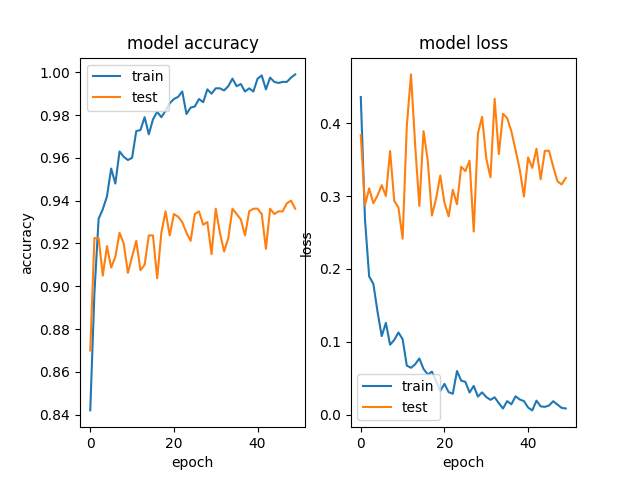 model accuracy
1.00
0.98
0.96
0.94
0.92
0.90
0.88
0.86
0.84
accuracy
0
20
40
epoch
train
test
model loss
0.4
0.3
0.2
0.1
0.0
loss
0
20
40
epoch
train
test